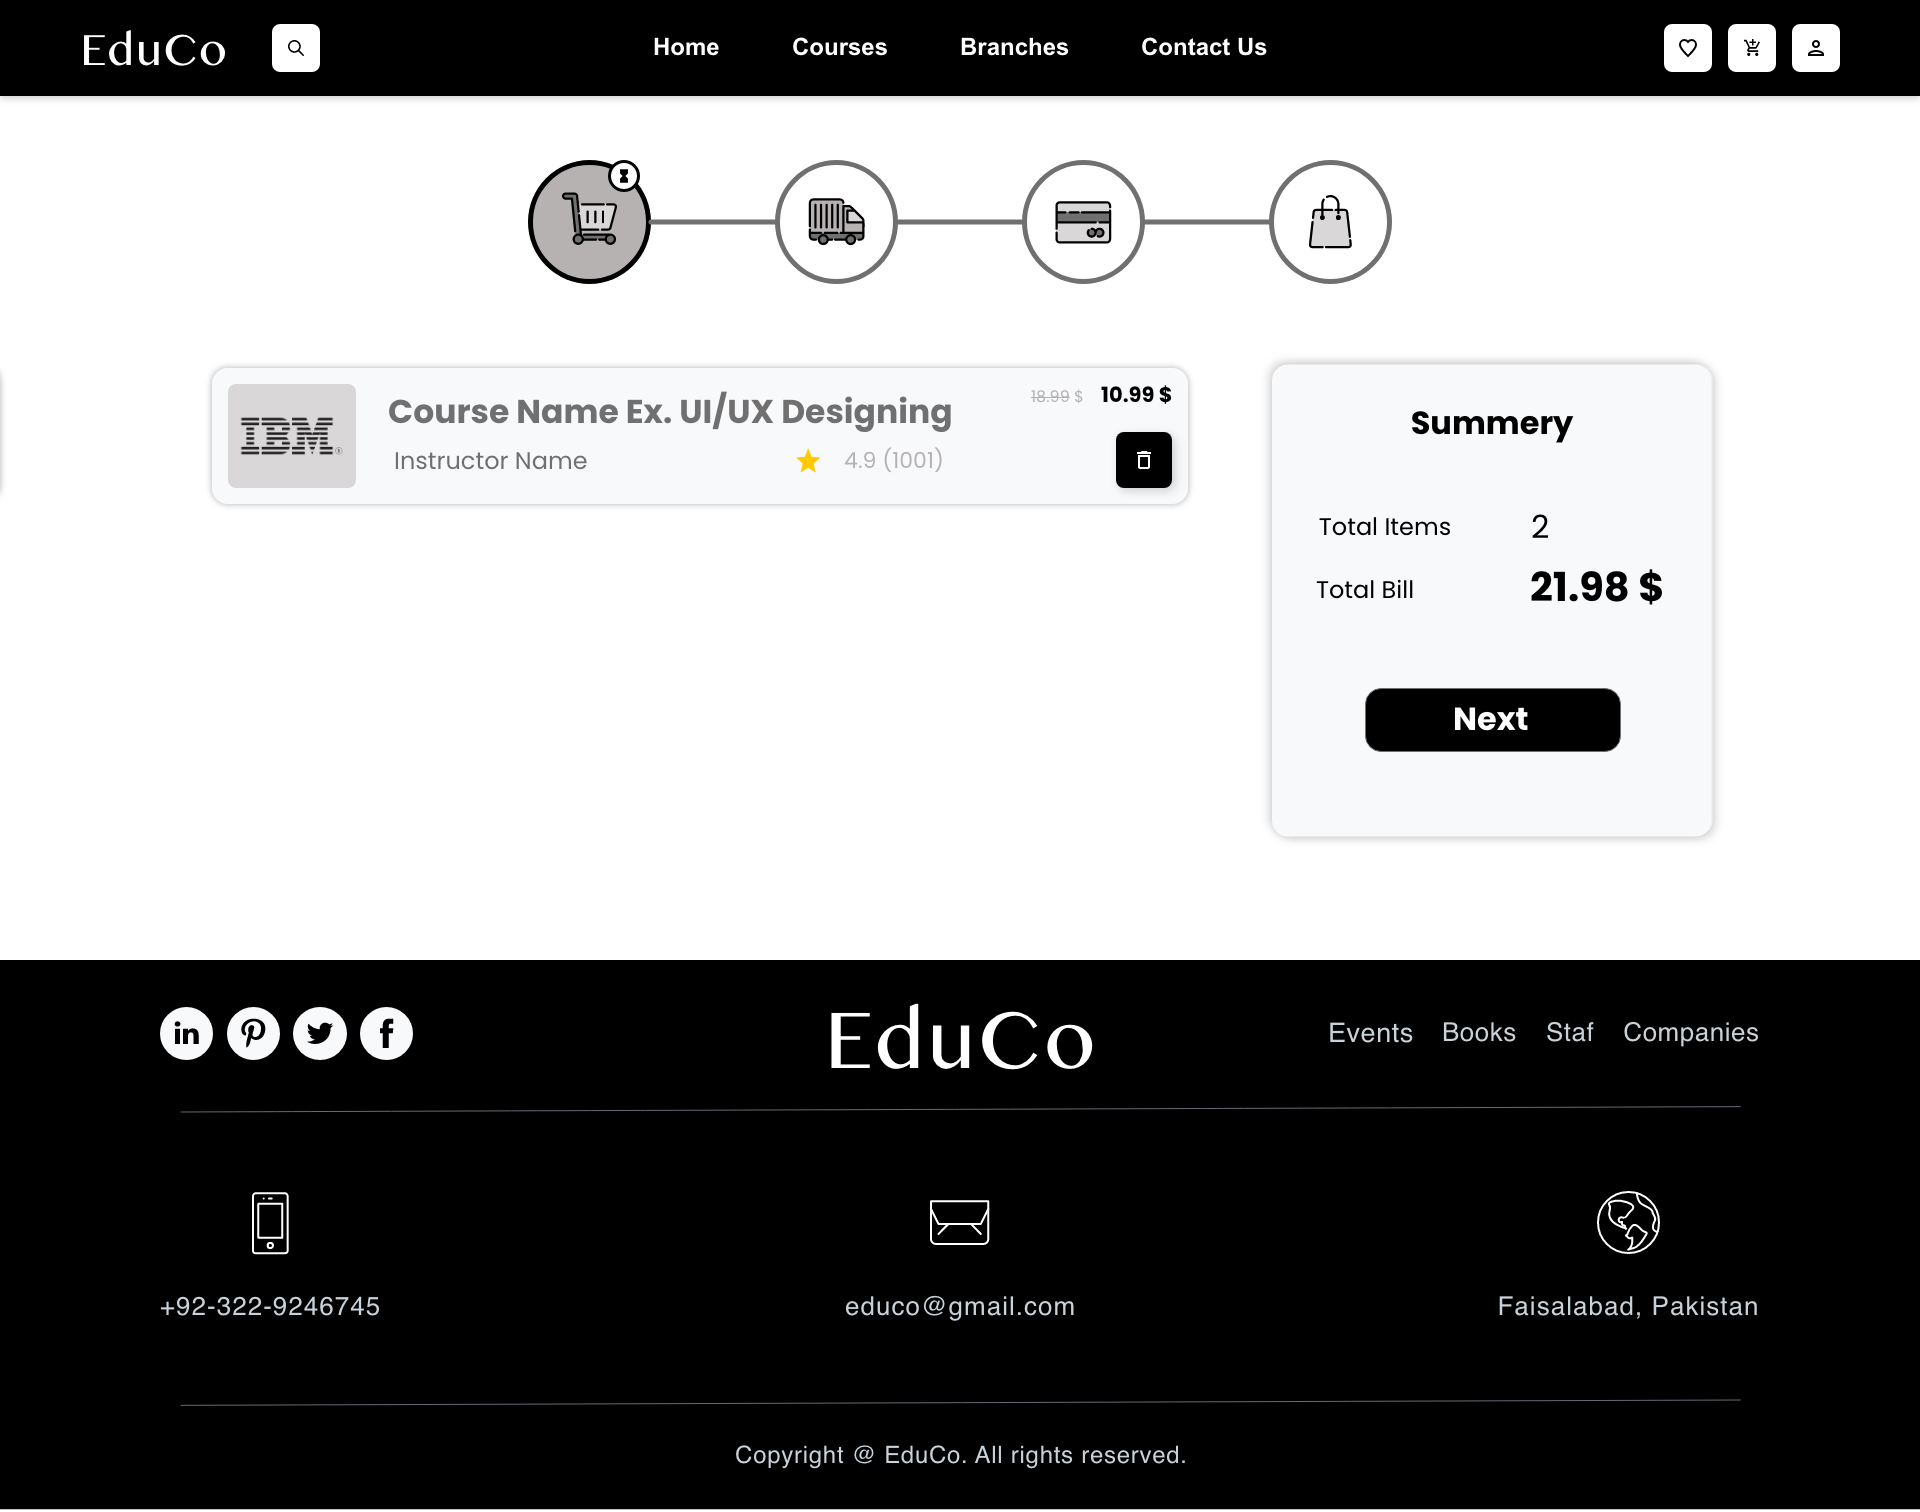 EduCo
Home Courses Branches Contact Us
Course Name Ex. UI/UX Designing
18.99 $ 10.99 $
IBM®
Instructor Name
4.9 (1001)
Summery
Total Items 2
Total Bill 21.98 $
Next
in
EduCo
Events Books Staf Companies
+92-322-9246745
educo@gmail.com
Faisalabad, Pakistan
Copyright @ EduCo. All rights reserved.